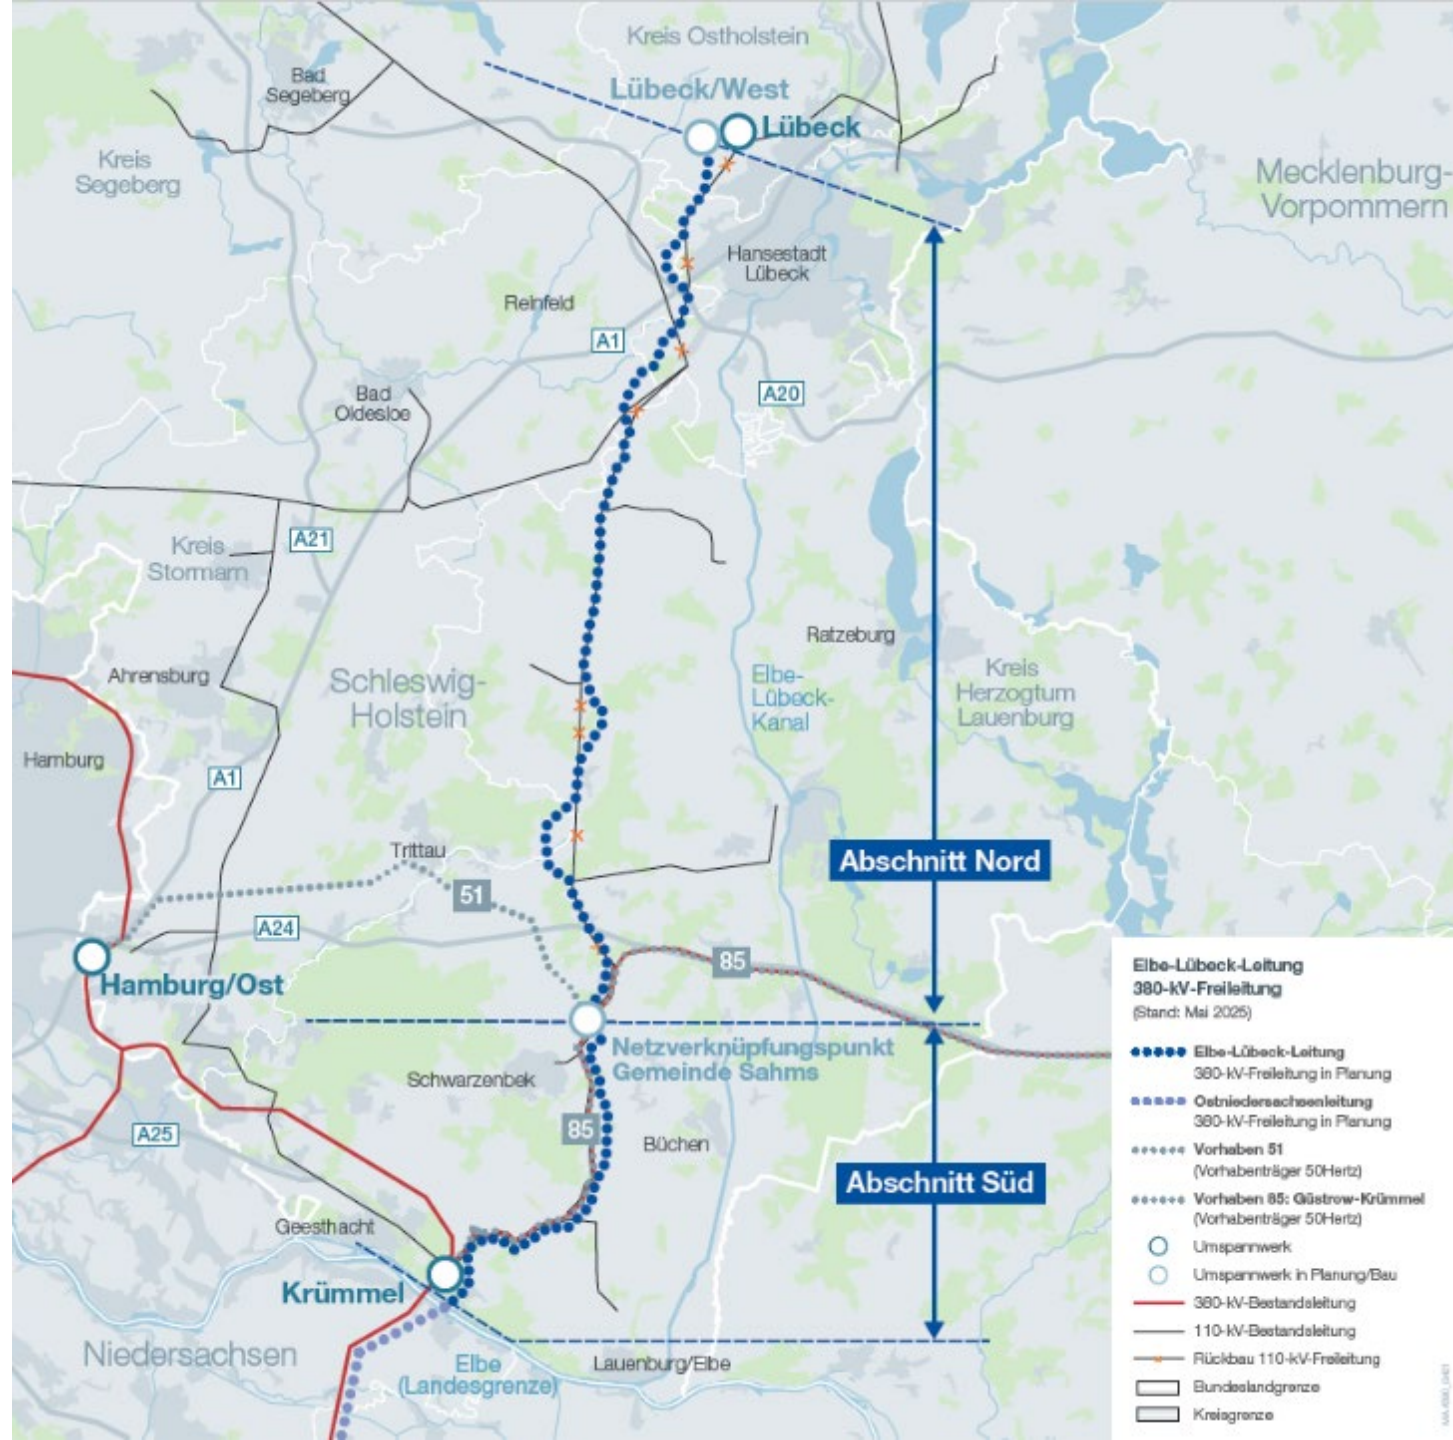 Kreis Ostholstein
Bad
Segeberg
Lübeck/West
Lübeck
Kreis
Segeberg
Mecklenburg-
Vorpommern
Hansestadt
Lübeck
Reinfeld
A1
Bad
Oldesloe
A20
A21
Kreis
Stormarn
Ratzeburg
Ahrensburg
Schleswig-
Holstein
Elbe-
Lübeck-
Kanal
Kreis
Herzogtum
Lauenburg
Hamburg
A1
Trittau
Abschnitt Nord
51
A24
85
Hamburg/Ost
Netzverknüpfungspunkt
Gemeinde Sahms
Schwarzenbek
A25
85
Büchen
Abschnitt Süd
Geesthacht
Krümmel
Niedersachsen
Elbe
(Landesgrenze)
Lauenburg/Elbe
Elbe-Lübeck-Leitung
380-kV-Freileitung
(Stand: Mai 2025)
Elbe-Lübeck-Leitung
380-kV-Freileitung in Planung
Ostniedersachsenleitung
380-kV-Freileitung in Planung
Vorhaben 51
(Vorhabenträger 50Hertz)
Vorhaben 85: Güstrow-Krümmel
(Vorhabenträger 50Hertz)
Umspannwerk
Umspannwerk in Planung/Bau
380-kV-Bestandsleitung
110-kV-Bestandsleitung
Rückbau 110-kV-Freileitung
Bundeslandgrenze
Kreisgrenze